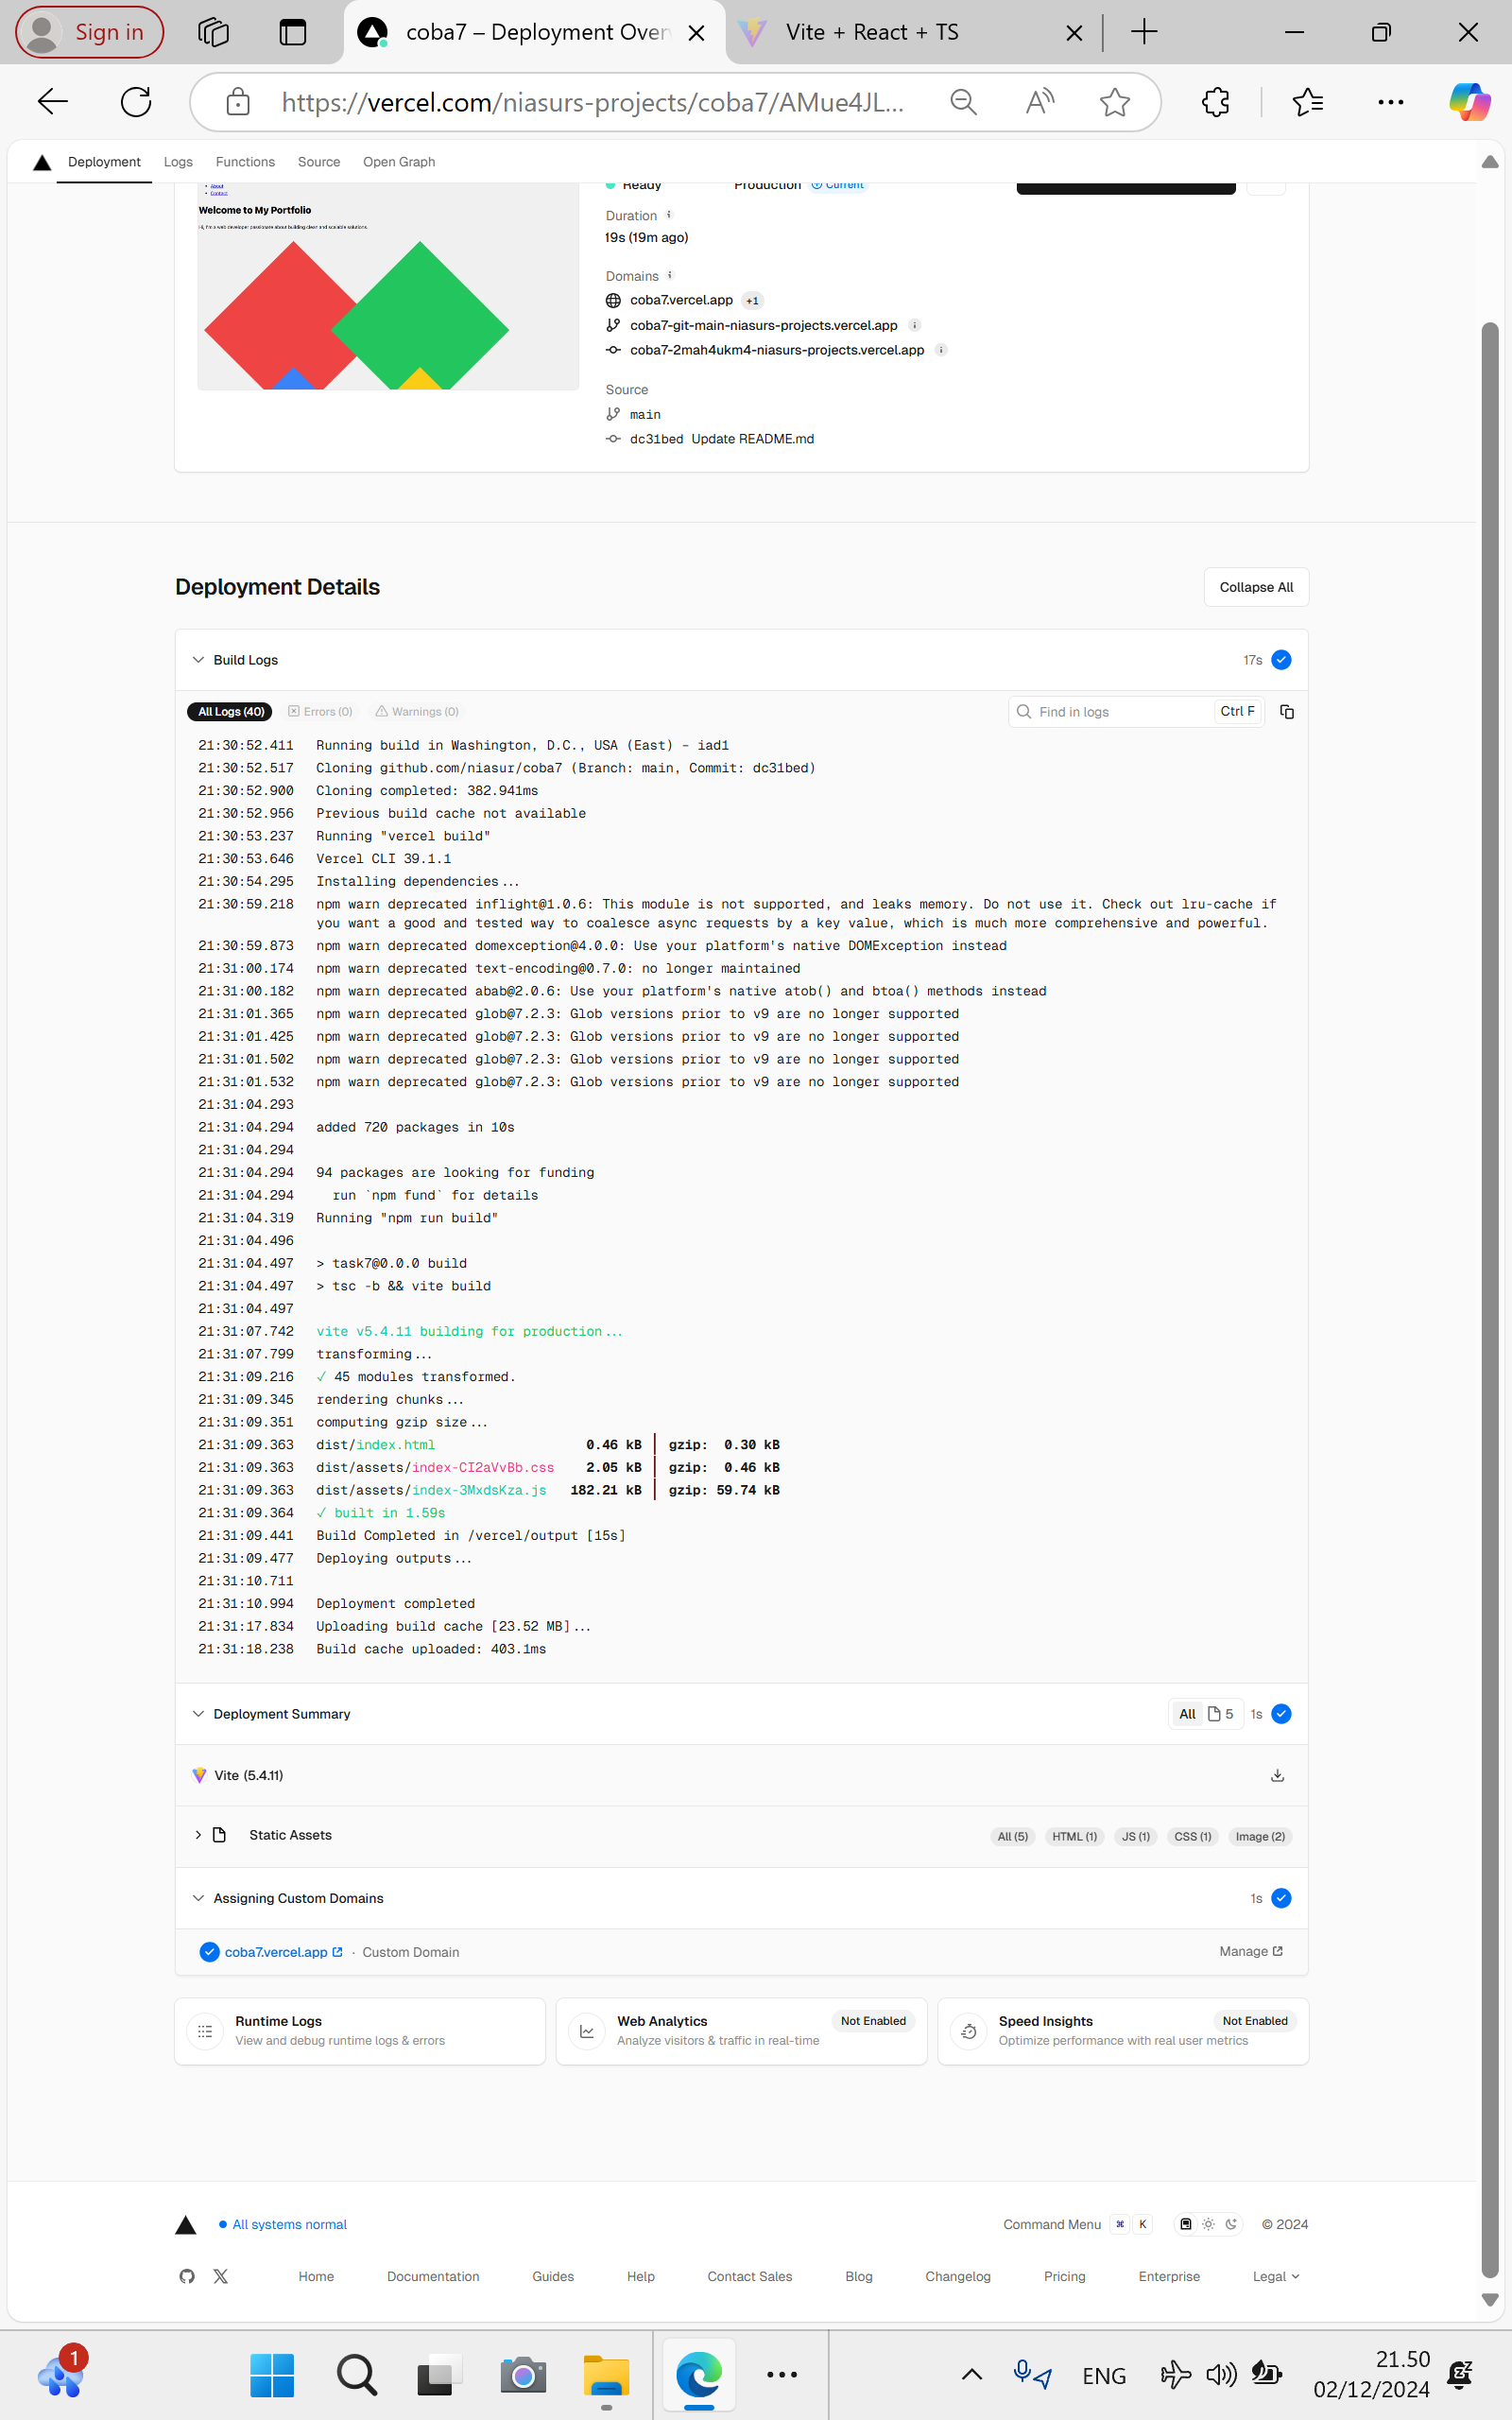 Sign in
coba7 – Deployment Over
Vite + React + TS
https://vercel.com/niasurs-projects/coba7/AMue4JL...
Deployment Logs Functions Source Open Graph
About
Contact
Welcome to My Portfolio
Hi, I'm a web developer passionate about building clean and scalable solutions.
Ready Production Current
Duration
19s (19m ago)
Domains
coba7.vercel.app +1
coba7-git-main-niasurs-projects.vercel.app
coba7-2mah4ukm4-niasurs-projects.vercel.app
Source
main
dc31bed Update README.md
Deployment Details
Collapse All
Build Logs 17s
All Logs (40) Errors (0) Warnings (0) Find in logs Ctrl F
21:30:52.411 Running build in Washington, D.C., USA (East) – iad1
21:30:52.517 Cloning github.com/niasur/coba7 (Branch: main, Commit: dc31bed)
21:30:52.900 Cloning completed: 382.941ms
21:30:52.956 Previous build cache not available
21:30:53.237 Running "vercel build"
21:30:53.646 Vercel CLI 39.1.1
21:30:54.295 Installing dependencies...
21:30:59.218 npm warn deprecated inflight@1.0.6: This module is not supported, and leaks memory. Do not use it. Check out lru-cache if
you want a good and tested way to coalesce async requests by a key value, which is much more comprehensive and powerful.
21:30:59.873 npm warn deprecated domexception@4.0.0: Use your platform's native DOMException instead
21:31:00.174 npm warn deprecated text-encoding@0.7.0: no longer maintained
21:31:00.182 npm warn deprecated abab@2.0.6: Use your platform's native atob() and btoa() methods instead
21:31:01.365 npm warn deprecated glob@7.2.3: Glob versions prior to v9 are no longer supported
21:31:01.425 npm warn deprecated glob@7.2.3: Glob versions prior to v9 are no longer supported
21:31:01.502 npm warn deprecated glob@7.2.3: Glob versions prior to v9 are no longer supported
21:31:01.532 npm warn deprecated glob@7.2.3: Glob versions prior to v9 are no longer supported
21:31:04.293
21:31:04.294 added 720 packages in 10s
21:31:04.294
21:31:04.294 94 packages are looking for funding
21:31:04.294 run `npm fund` for details
21:31:04.319 Running "npm run build"
21:31:04.496
21:31:04.497 > task7@0.0.0 build
21:31:04.497 > tsc -b && vite build
21:31:04.497
21:31:07.742 vite v5.4.11 building for production...
21:31:07.799 transforming...
21:31:09.216 ✓ 45 modules transformed.
21:31:09.345 rendering chunks...
21:31:09.351 computing gzip size...
21:31:09.363 dist/index.html 0.46 kB │ gzip: 0.30 kB
21:31:09.363 dist/assets/index-CI2aVvBb.css 2.05 kB │ gzip: 0.46 kB
21:31:09.363 dist/assets/index-3MxdsKza.js 182.21 kB │ gzip: 59.74 kB
21:31:09.364 ✓ built in 1.59s
21:31:09.441 Build Completed in /vercel/output [15s]
21:31:09.477 Deploying outputs...
21:31:10.711
21:31:10.994 Deployment completed
21:31:17.834 Uploading build cache [23.52 MB]...
21:31:18.238 Build cache uploaded: 403.1ms
Deployment Summary All 5 1s
Vite (5.4.11)
Static Assets All (5) HTML (1) JS (1) CSS (1) Image (2)
Assigning Custom Domains 1s
coba7.vercel.app · Custom Domain Manage
Runtime Logs
View and debug runtime logs & errors
Web Analytics Not Enabled
Analyze visitors & traffic in real-time
Speed Insights Not Enabled
Optimize performance with real user metrics
All systems normal Command Menu ⌘ K © 2024
Home Documentation Guides Help Contact Sales Blog Changelog Pricing Enterprise Legal
1
ENG
21.50
02/12/2024